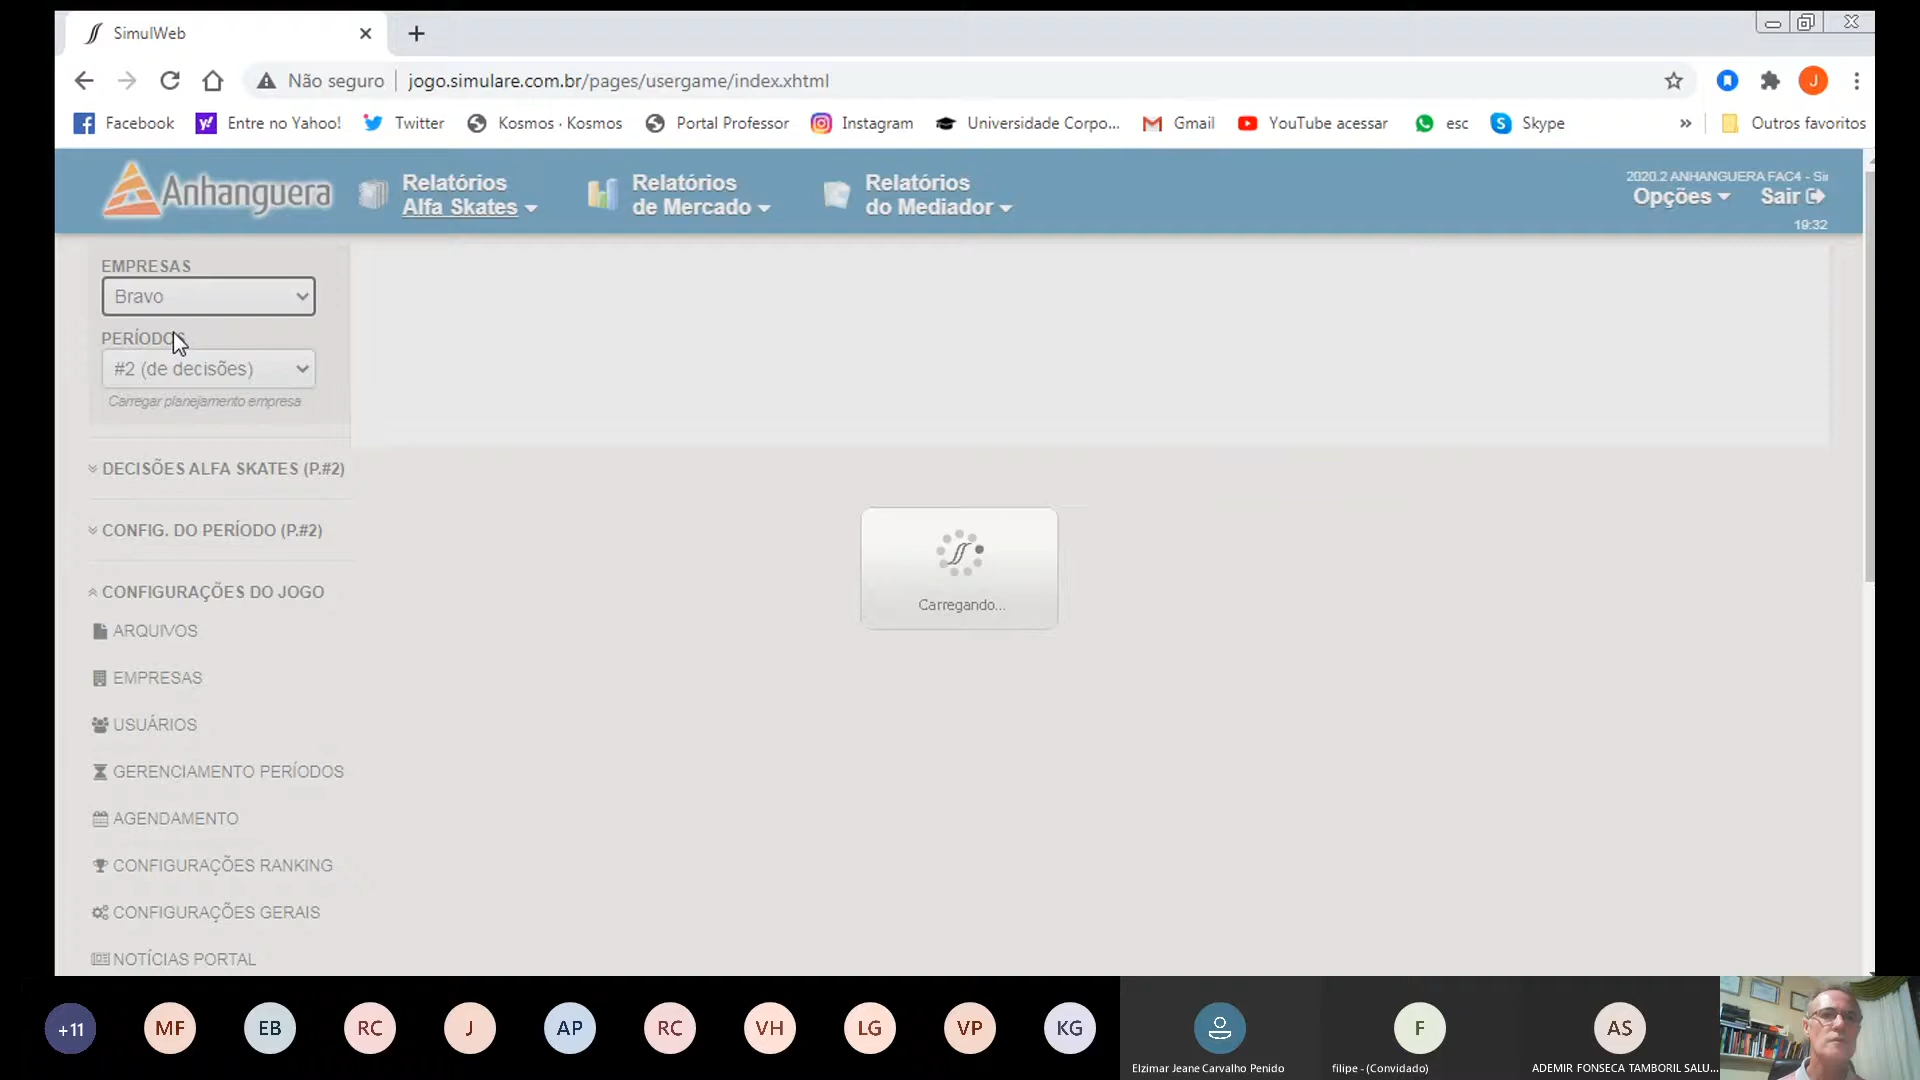 SimulWeb
Não seguro
jogo.simulare.com.br/pages/usergame/index.xhtml
J
Facebook
Entre no Yahoo!
Twitter
Kosmos · Kosmos
Portal Professor
Instagram
Universidade Corpo...
Gmail
YouTube acessar
esc
Skype
»
Outros favoritos
Anhanguera
Relatórios
Alfa Skates
Relatórios
de Mercado
Relatórios
do Mediador
2020.2 ANHANGUERA FAC4 - Sir
Opções
Sair
19:32
EMPRESAS
Bravo
PERÍODOS
#2 (de decisões)
Carregar planejamento empresa
DECISÕES ALFA SKATES (P.#2)
CONFIG. DO PERÍODO (P.#2)
CONFIGURAÇÕES DO JOGO
ARQUIVOS
EMPRESAS
USUÁRIOS
GERENCIAMENTO PERÍODOS
AGENDAMENTO
CONFIGURAÇÕES RANKING
CONFIGURAÇÕES GERAIS
NOTÍCIAS PORTAL
Carregando...
+11
MF
EB
RC
J
AP
RC
VH
LG
VP
KG
Elzimar Jeane Carvalho Penido
F
filipe - (Convidado)
AS
ADEMIR FONSECA TAMBORIL SALU...